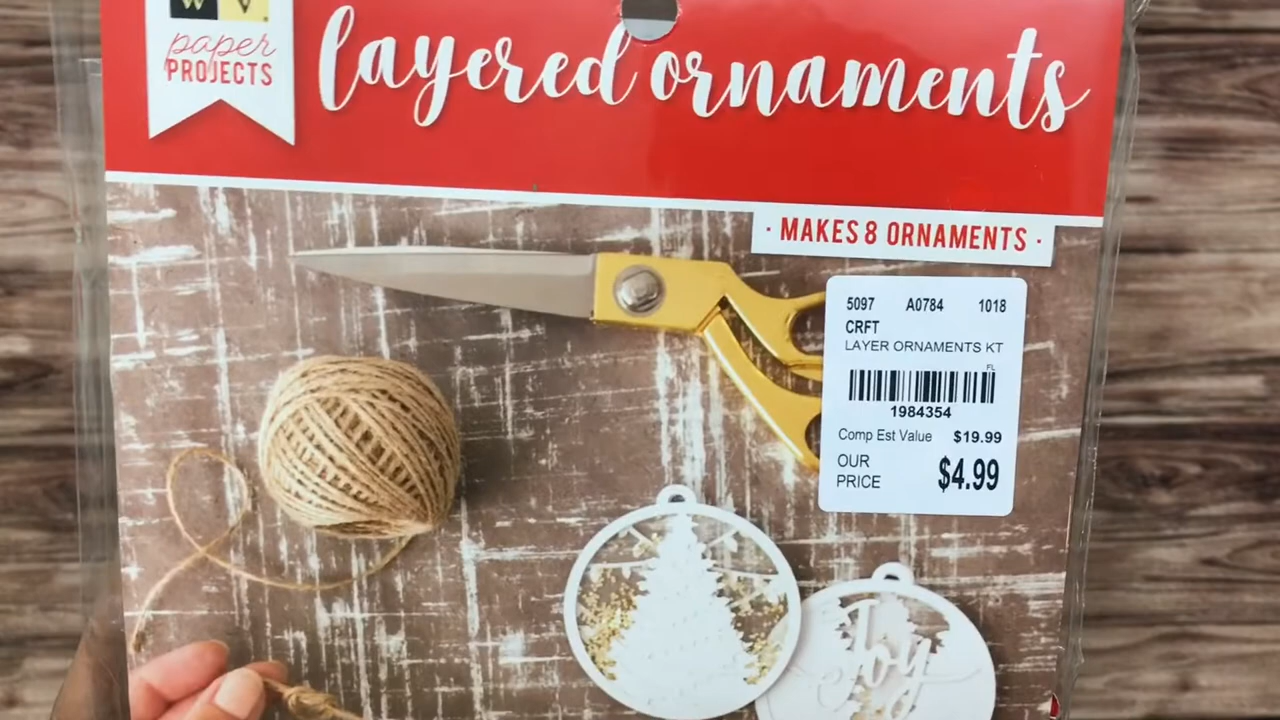 W V
paper
PROJECTS
layered ornaments
· MAKES 8 ORNAMENTS ·
5097 A0784 1018
CRFT
LAYER ORNAMENTS KT
FL
1984354
Comp Est Value $19.99
OUR
PRICE $4.99
Joy